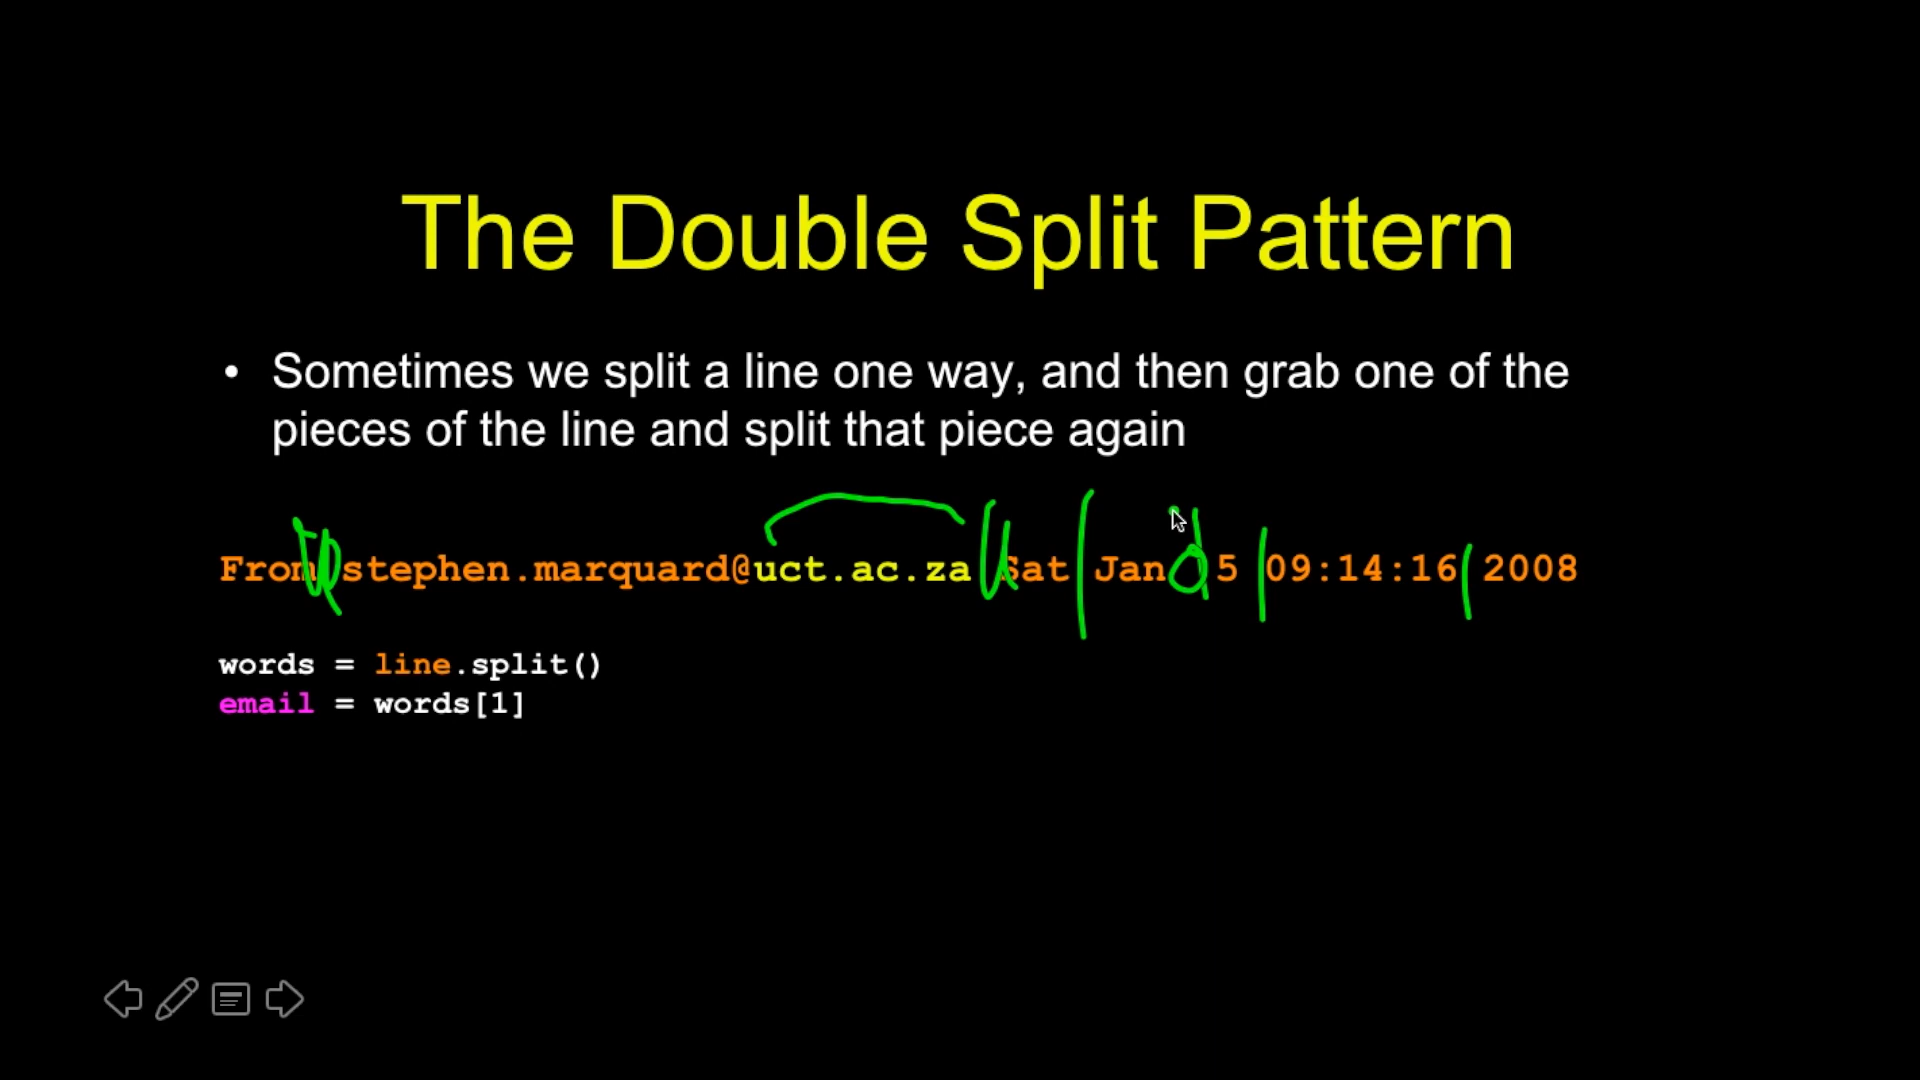 The Double Split Pattern
• Sometimes we split a line one way, and then grab one of the
pieces of the line and split that piece again
From stephen.marquard@uct.ac.za Sat Jan  5 09:14:16 2008
words = line.split()
email = words[1]